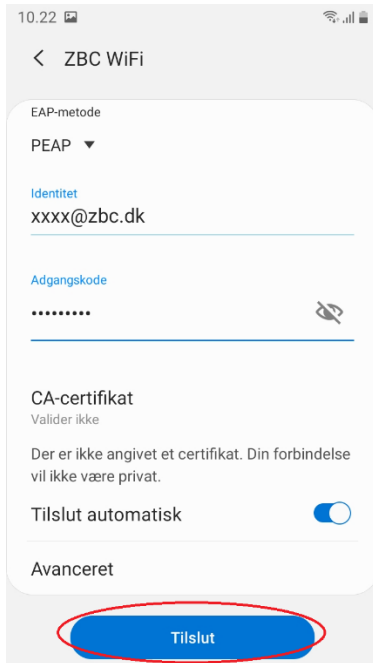 10.22
ZBC WiFi
EAP-metode
PEAP
Identitet
xxxx@zbc.dk
Adgangskode
•••••••••
CA-certifikat
Valider ikke
Der er ikke angivet et certifikat. Din forbindelse
vil ikke være privat.
Tilslut automatisk
Avanceret
Tilslut